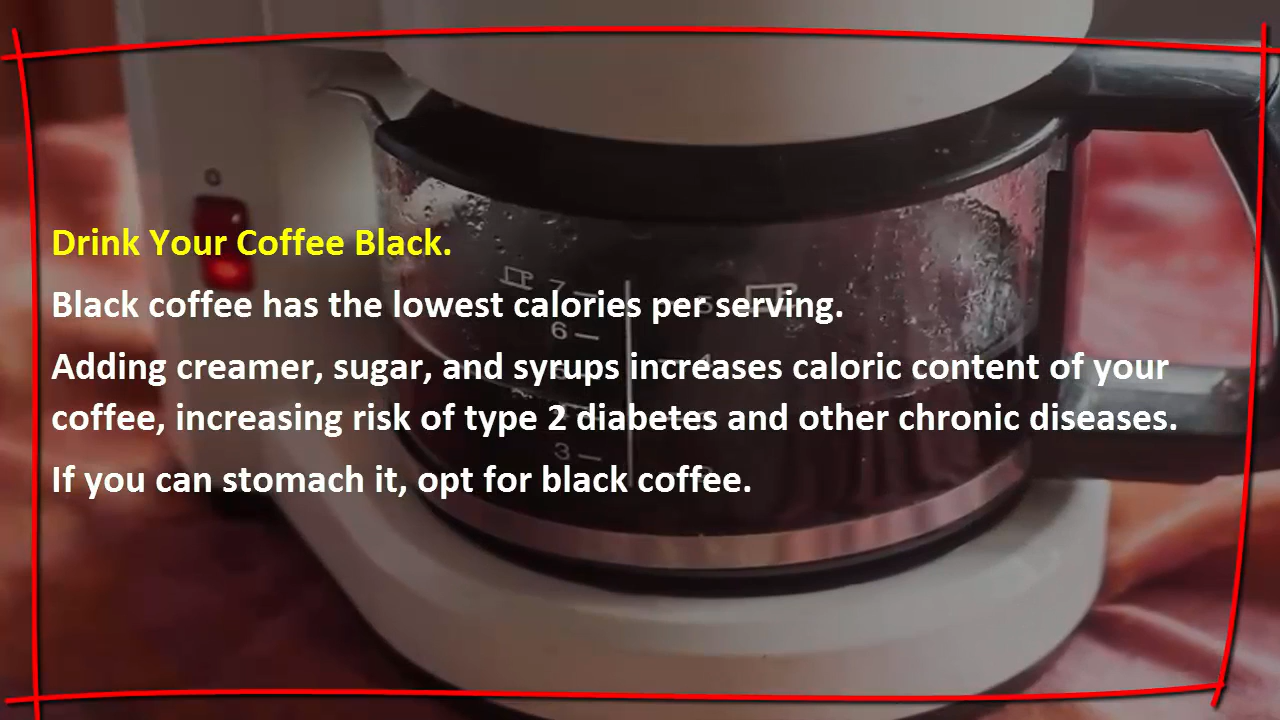 Drink Your Coffee Black.
Black coffee has the lowest calories per serving.
Adding creamer, sugar, and syrups increases caloric content of your
coffee, increasing risk of type 2 diabetes and other chronic diseases.
If you can stomach it, opt for black coffee.
7
6
3
5